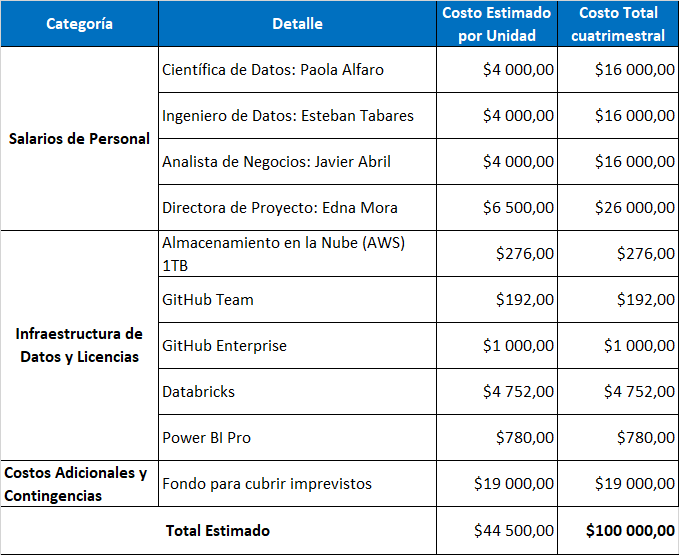 Categoría Detalle Costo Estimado por Unidad Costo Total cuatrimestral
Salarios de Personal
Científica de Datos: Paola Alfaro $4 000,00 $16 000,00
Ingeniero de Datos: Esteban Tabares $4 000,00 $16 000,00
Analista de Negocios: Javier Abril $4 000,00 $16 000,00
Directora de Proyecto: Edna Mora $6 500,00 $26 000,00
Infraestructura de
Datos y Licencias
Almacenamiento en la Nube (AWS)
1TB $276,00 $276,00
GitHub Team $192,00 $192,00
GitHub Enterprise $1 000,00 $1 000,00
Databricks $4 752,00 $4 752,00
Power BI Pro $780,00 $780,00
Costos Adicionales y
Contingencias
Fondo para cubrir imprevistos $19 000,00 $19 000,00
Total Estimado $44 500,00 $100 000,00